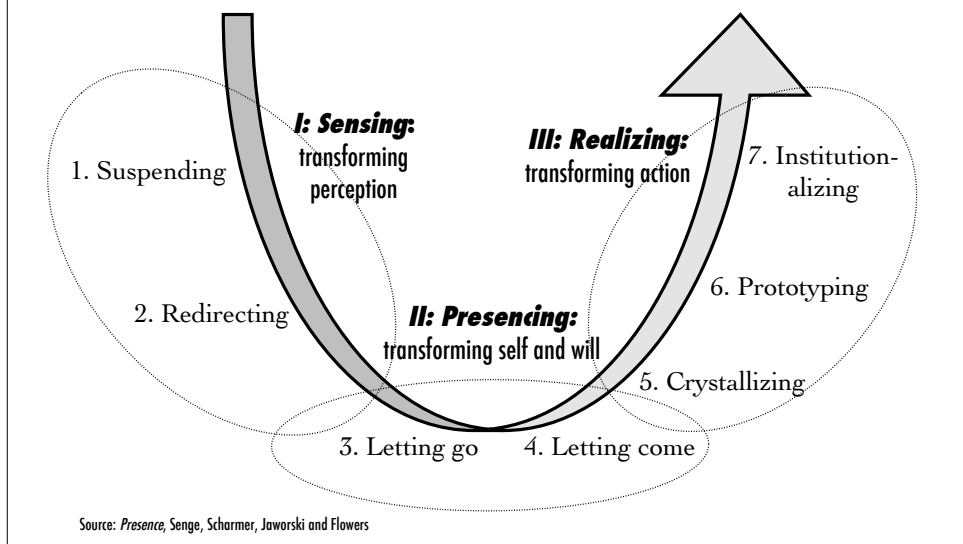 I: Sensing:
transforming
perception
1. Suspending
2. Redirecting
II: Presencing:
transforming self and will
3. Letting go
4. Letting come
III: Realizing:
transforming action
5. Crystallizing
6. Prototyping
7. Institution-
alizing
Source: Presence, Senge, Scharmer, Jaworski and Flowers